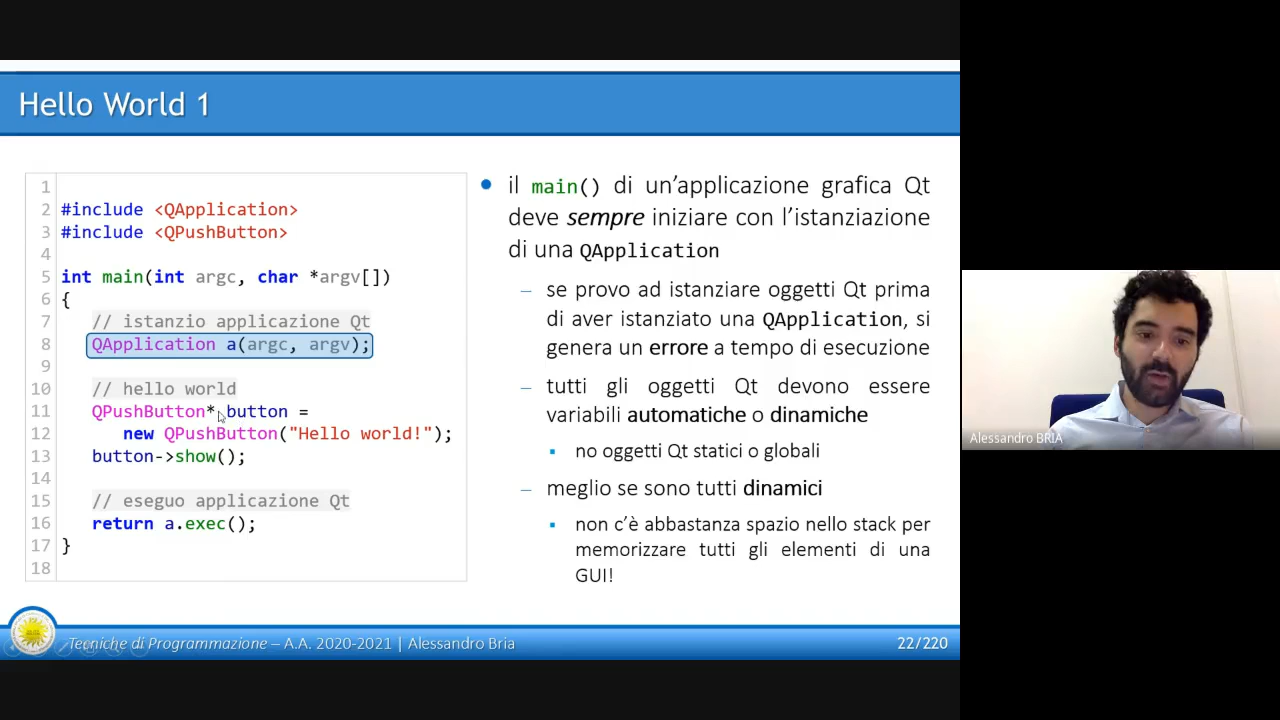 Hello World 1
1
2 #include <QApplication>
3 #include <QPushButton>
4
5 int main(int argc, char *argv[])
6 {
7 // istanzio applicazione Qt
8 QApplication a(argc, argv);
9
10 // hello world
11 QPushButton* button =
12 new QPushButton("Hello world!");
13 button->show();
14
15 // eseguo applicazione Qt
16 return a.exec();
17 }
18
• il main() di un’applicazione grafica Qt
deve sempre iniziare con l’istanziazione
di una QApplication
– se provo ad istanziare oggetti Qt prima
di aver istanziato una QApplication, si
genera un errore a tempo di esecuzione
– tutti gli oggetti Qt devono essere
variabili automatiche o dinamiche
▪ no oggetti Qt statici o globali
– meglio se sono tutti dinamici
▪ non c’è abbastanza spazio nello stack per
memorizzare tutti gli elementi di una
GUI!
Alessandro BRIA
Tecniche di Programmazione – A.A. 2020-2021 | Alessandro Bria
22/220